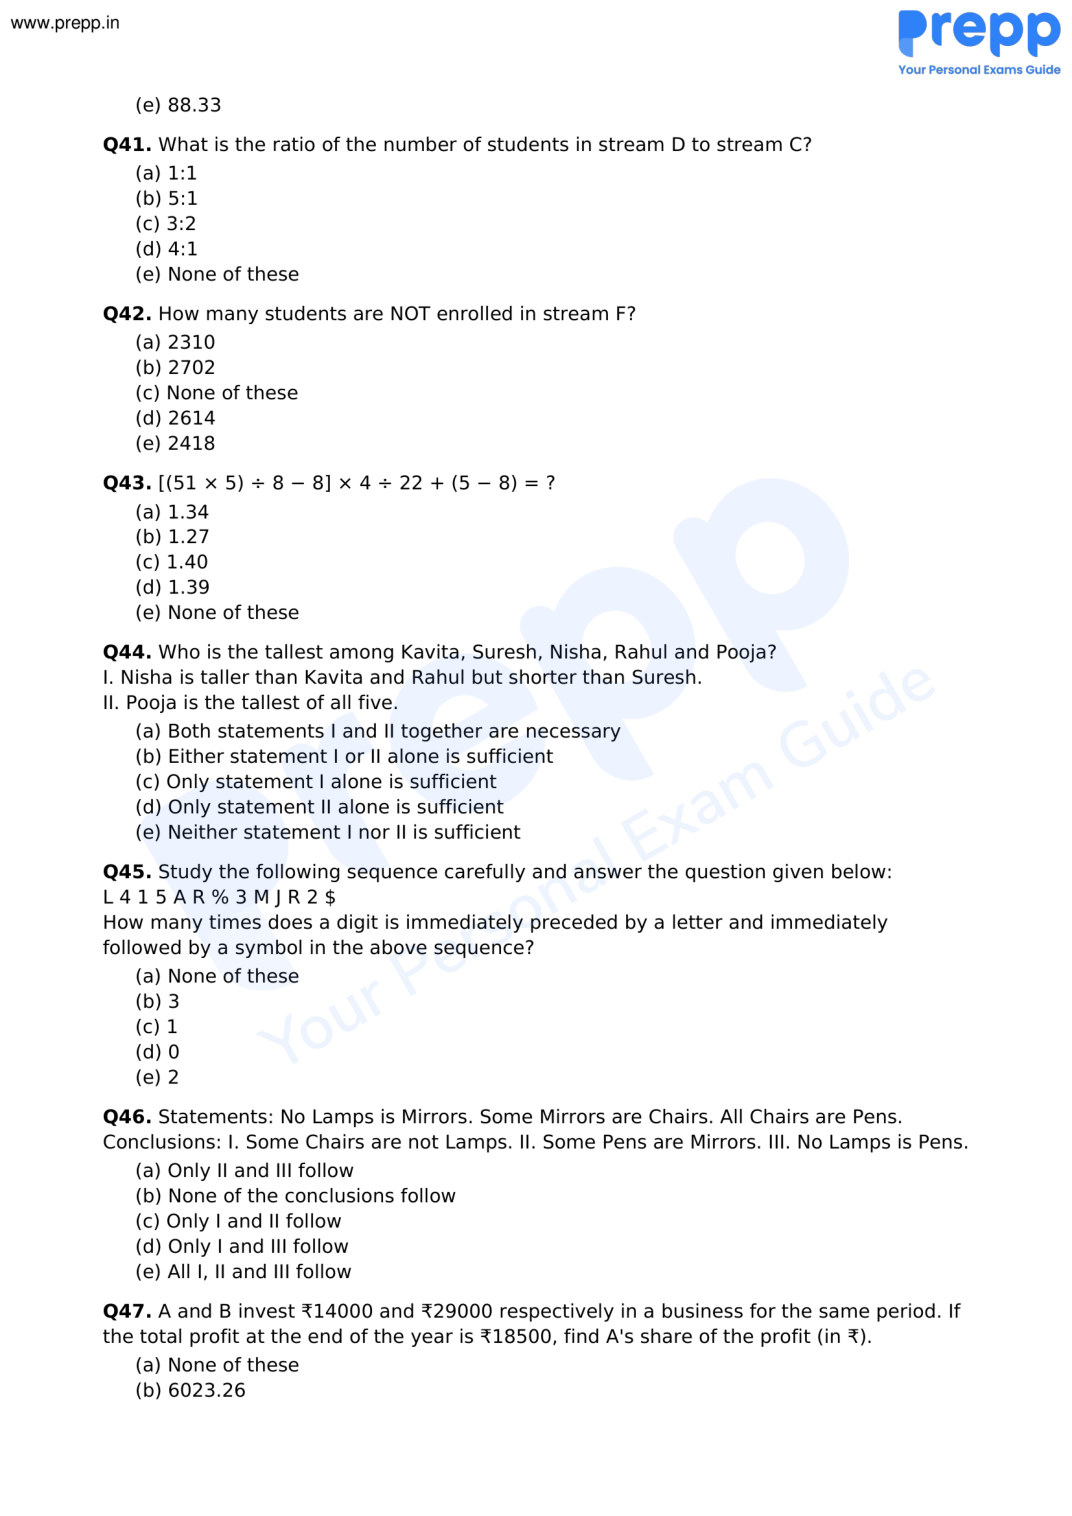 www.prepp.in
Prepp
Your Personal Exams Guide
(e) 88.33
Q41. What is the ratio of the number of students in stream D to stream C?
(a) 1:1
(b) 5:1
(c) 3:2
(d) 4:1
(e) None of these
Q42. How many students are NOT enrolled in stream F?
(a) 2310
(b) 2702
(c) None of these
(d) 2614
(e) 2418
Q43. [(51 × 5) ÷ 8 − 8] × 4 ÷ 22 + (5 − 8) = ?
(a) 1.34
(b) 1.27
(c) 1.40
(d) 1.39
(e) None of these
Q44. Who is the tallest among Kavita, Suresh, Nisha, Rahul and Pooja?
I. Nisha is taller than Kavita and Rahul but shorter than Suresh.
II. Pooja is the tallest of all five.
(a) Both statements I and II together are necessary
(b) Either statement I or II alone is sufficient
(c) Only statement I alone is sufficient
(d) Only statement II alone is sufficient
(e) Neither statement I nor II is sufficient
Q45. Study the following sequence carefully and answer the question given below:
L 4 1 5 A R % 3 M J R 2 $
How many times does a digit is immediately preceded by a letter and immediately
followed by a symbol in the above sequence?
(a) None of these
(b) 3
(c) 1
(d) 0
(e) 2
Q46. Statements: No Lamps is Mirrors. Some Mirrors are Chairs. All Chairs are Pens.
Conclusions: I. Some Chairs are not Lamps. II. Some Pens are Mirrors. III. No Lamps is Pens.
(a) Only II and III follow
(b) None of the conclusions follow
(c) Only I and II follow
(d) Only I and III follow
(e) All I, II and III follow
Q47. A and B invest ₹14000 and ₹29000 respectively in a business for the same period. If
the total profit at the end of the year is ₹18500, find A's share of the profit (in ₹).
(a) None of these
(b) 6023.26
prepp
Your Personal Exam Guide